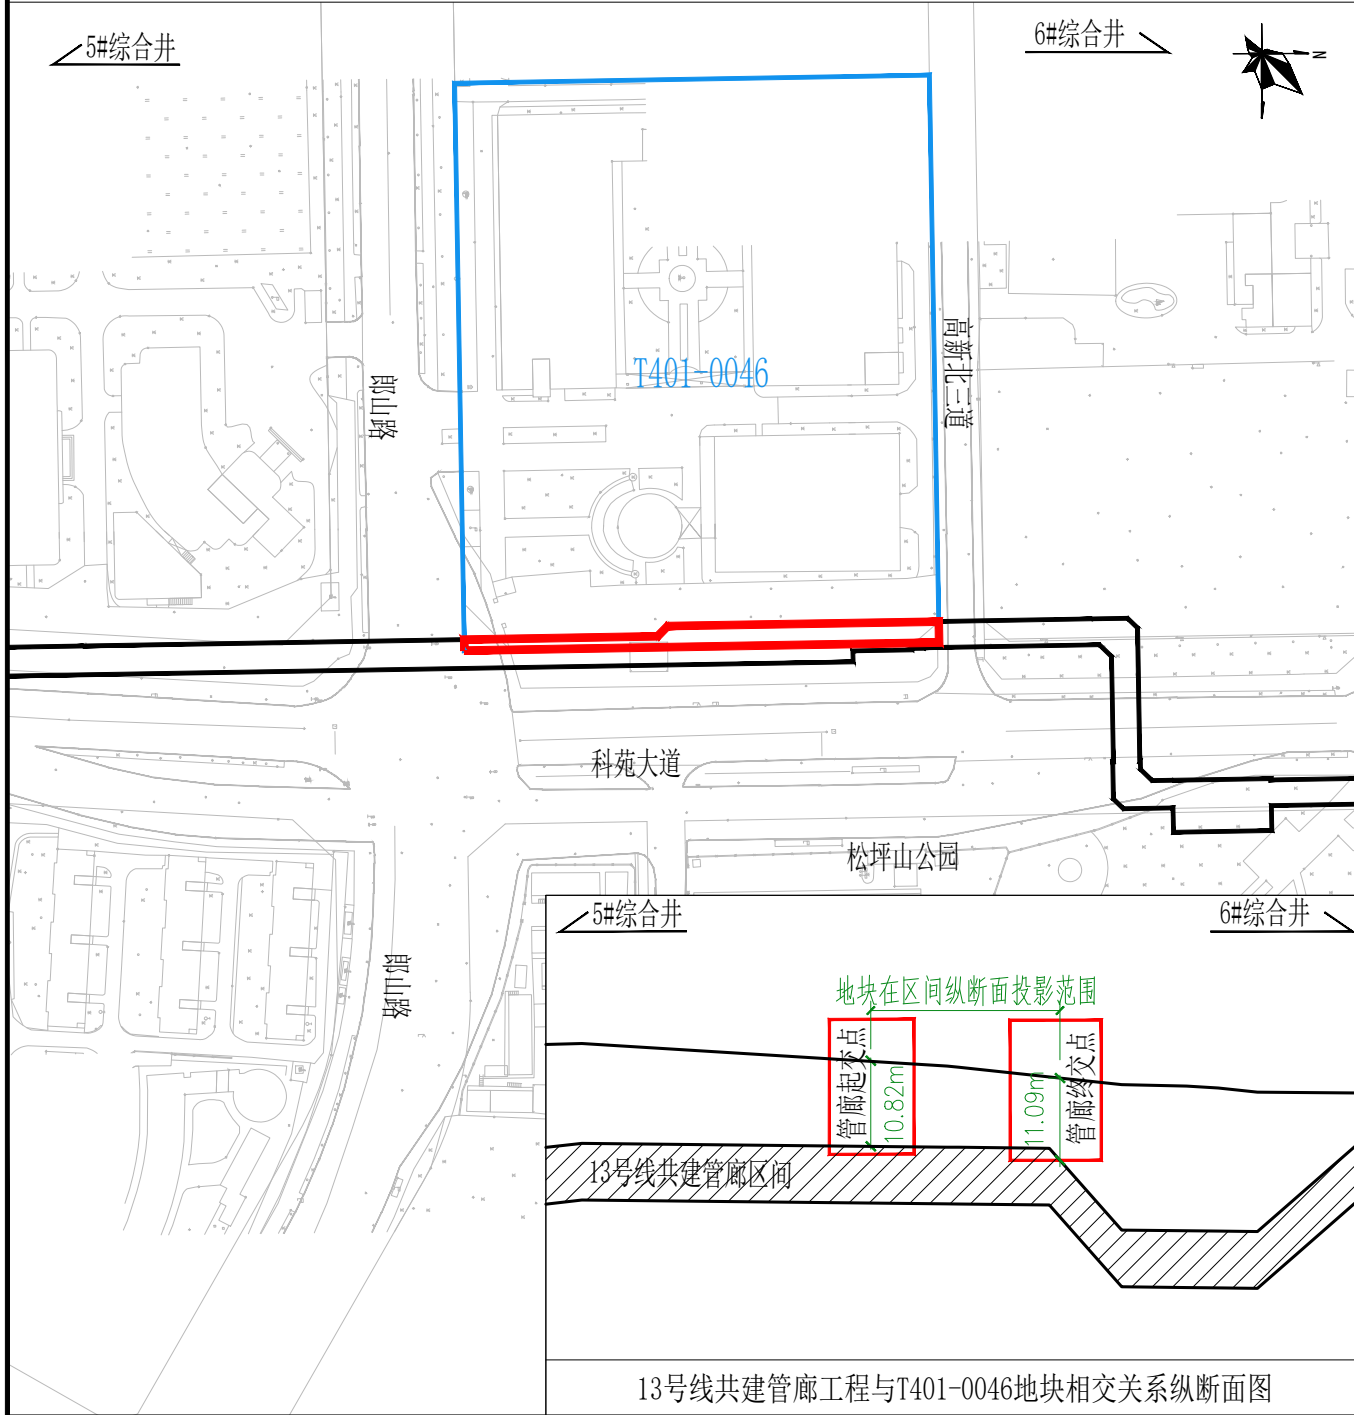 5#综合井
6#综合井
N
T401-0046
郎山路
高新北三道
科苑大道
松坪山公园
郎山路
5#综合井
6#综合井
地块在区间纵断面投影范围
管廊起交点
10.82m
11.09m
管廊终交点
13号线共建管廊区间
13号线共建管廊工程与T401-0046地块相交关系纵断面图